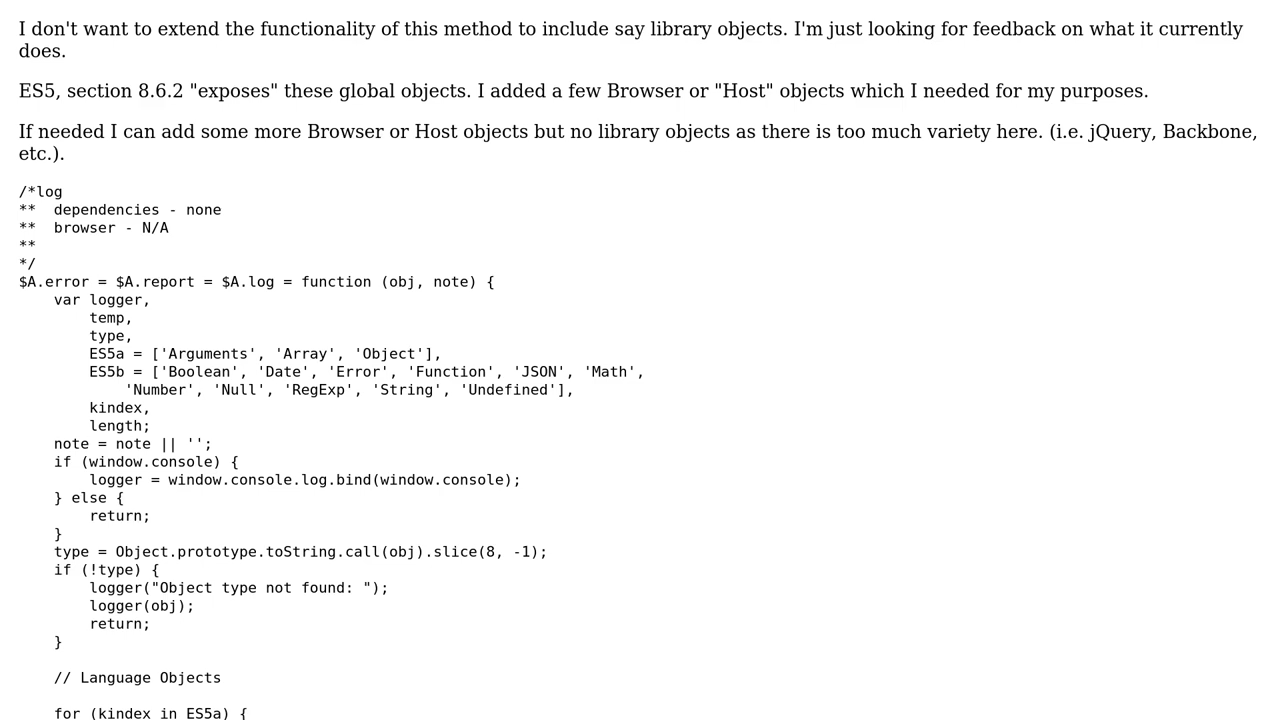 I don't want to extend the functionality of this method to include say library objects. I'm just looking for feedback on what it currently
does.
ES5, section 8.6.2 "exposes" these global objects. I added a few Browser or "Host" objects which I needed for my purposes.
If needed I can add some more Browser or Host objects but no library objects as there is too much variety here. (i.e. jQuery, Backbone,
etc.).
/*log
**  dependencies - none
**  browser - N/A
**
*/
$A.error = $A.report = $A.log = function (obj, note) {
    var logger,
        temp,
        type,
        ES5a = ['Arguments', 'Array', 'Object'],
        ES5b = ['Boolean', 'Date', 'Error', 'Function', 'JSON', 'Math',
            'Number', 'Null', 'RegExp', 'String', 'Undefined'],
        kindex,
        length;
    note = note || '';
    if (window.console) {
        logger = window.console.log.bind(window.console);
    } else {
        return;
    }
    type = Object.prototype.toString.call(obj).slice(8, -1);
    if (!type) {
        logger("Object type not found: ");
        logger(obj);
        return;
    }
    // Language Objects
    for (kindex in ES5a) {